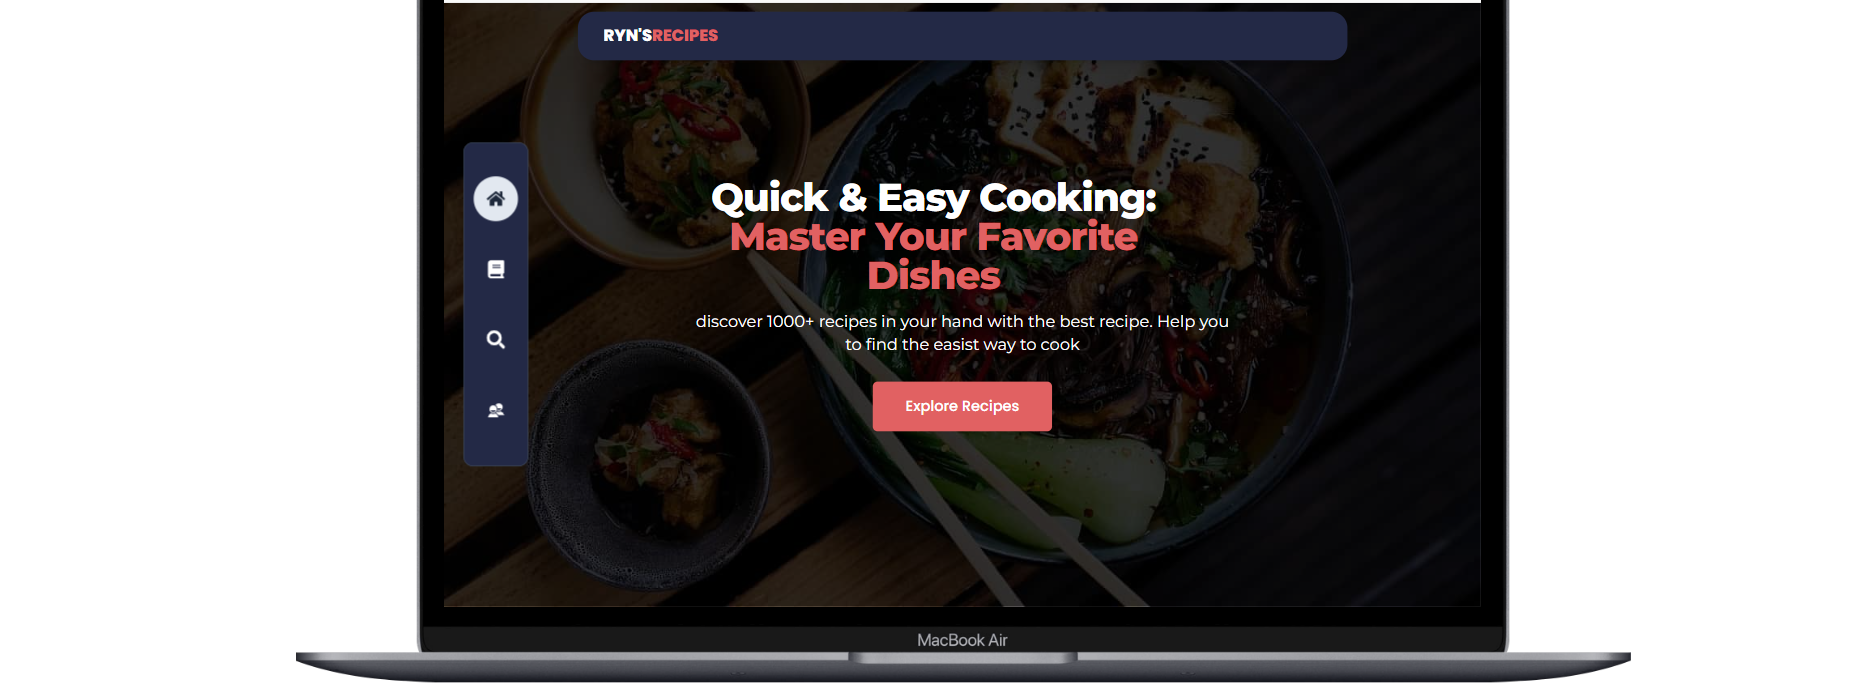 RYN'SRECIPES
Quick & Easy Cooking:
Master Your Favorite
Dishes
discover 1000+ recipes in your hand with the best recipe. Help you
to find the easist way to cook
Explore Recipes
MacBook Air